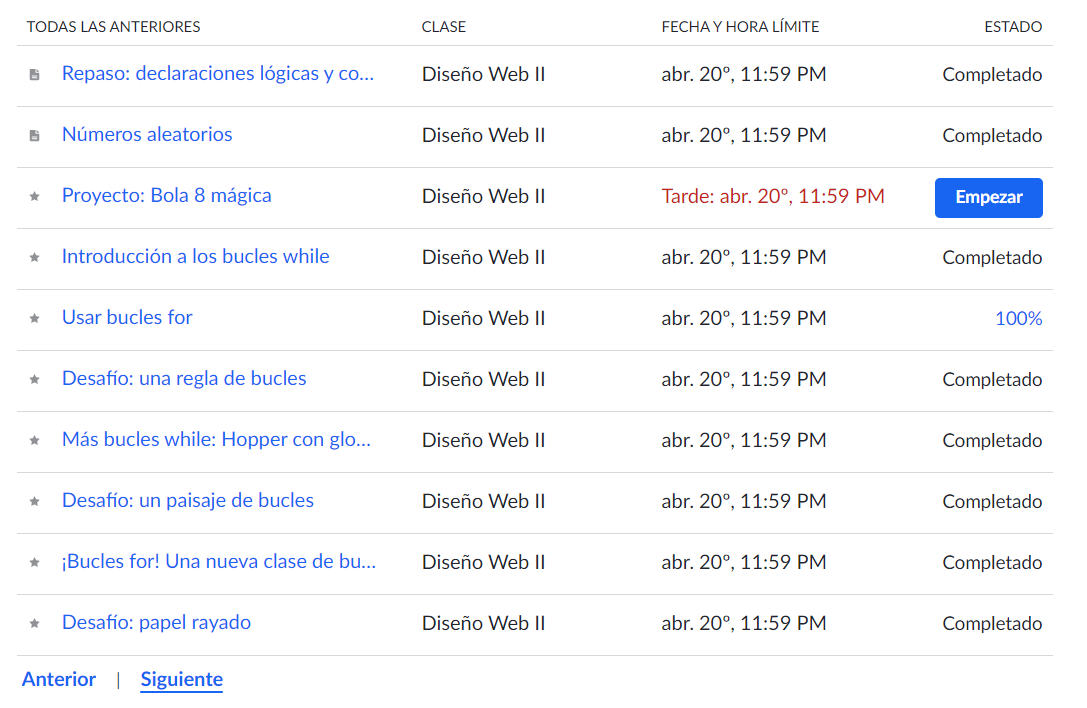 TODAS LAS ANTERIORES CLASE FECHA Y HORA LÍMITE ESTADO
Repaso: declaraciones lógicas y co... Diseño Web II abr. 20º, 11:59 PM Completado
Números aleatorios Diseño Web II abr. 20º, 11:59 PM Completado
Proyecto: Bola 8 mágica Diseño Web II Tarde: abr. 20º, 11:59 PM Empezar
Introducción a los bucles while Diseño Web II abr. 20º, 11:59 PM Completado
Usar bucles for Diseño Web II abr. 20º, 11:59 PM 100%
Desafío: una regla de bucles Diseño Web II abr. 20º, 11:59 PM Completado
Más bucles while: Hopper con glo... Diseño Web II abr. 20º, 11:59 PM Completado
Desafío: un paisaje de bucles Diseño Web II abr. 20º, 11:59 PM Completado
¡Bucles for! Una nueva clase de bu... Diseño Web II abr. 20º, 11:59 PM Completado
Desafío: papel rayado Diseño Web II abr. 20º, 11:59 PM Completado
Anterior | Siguiente